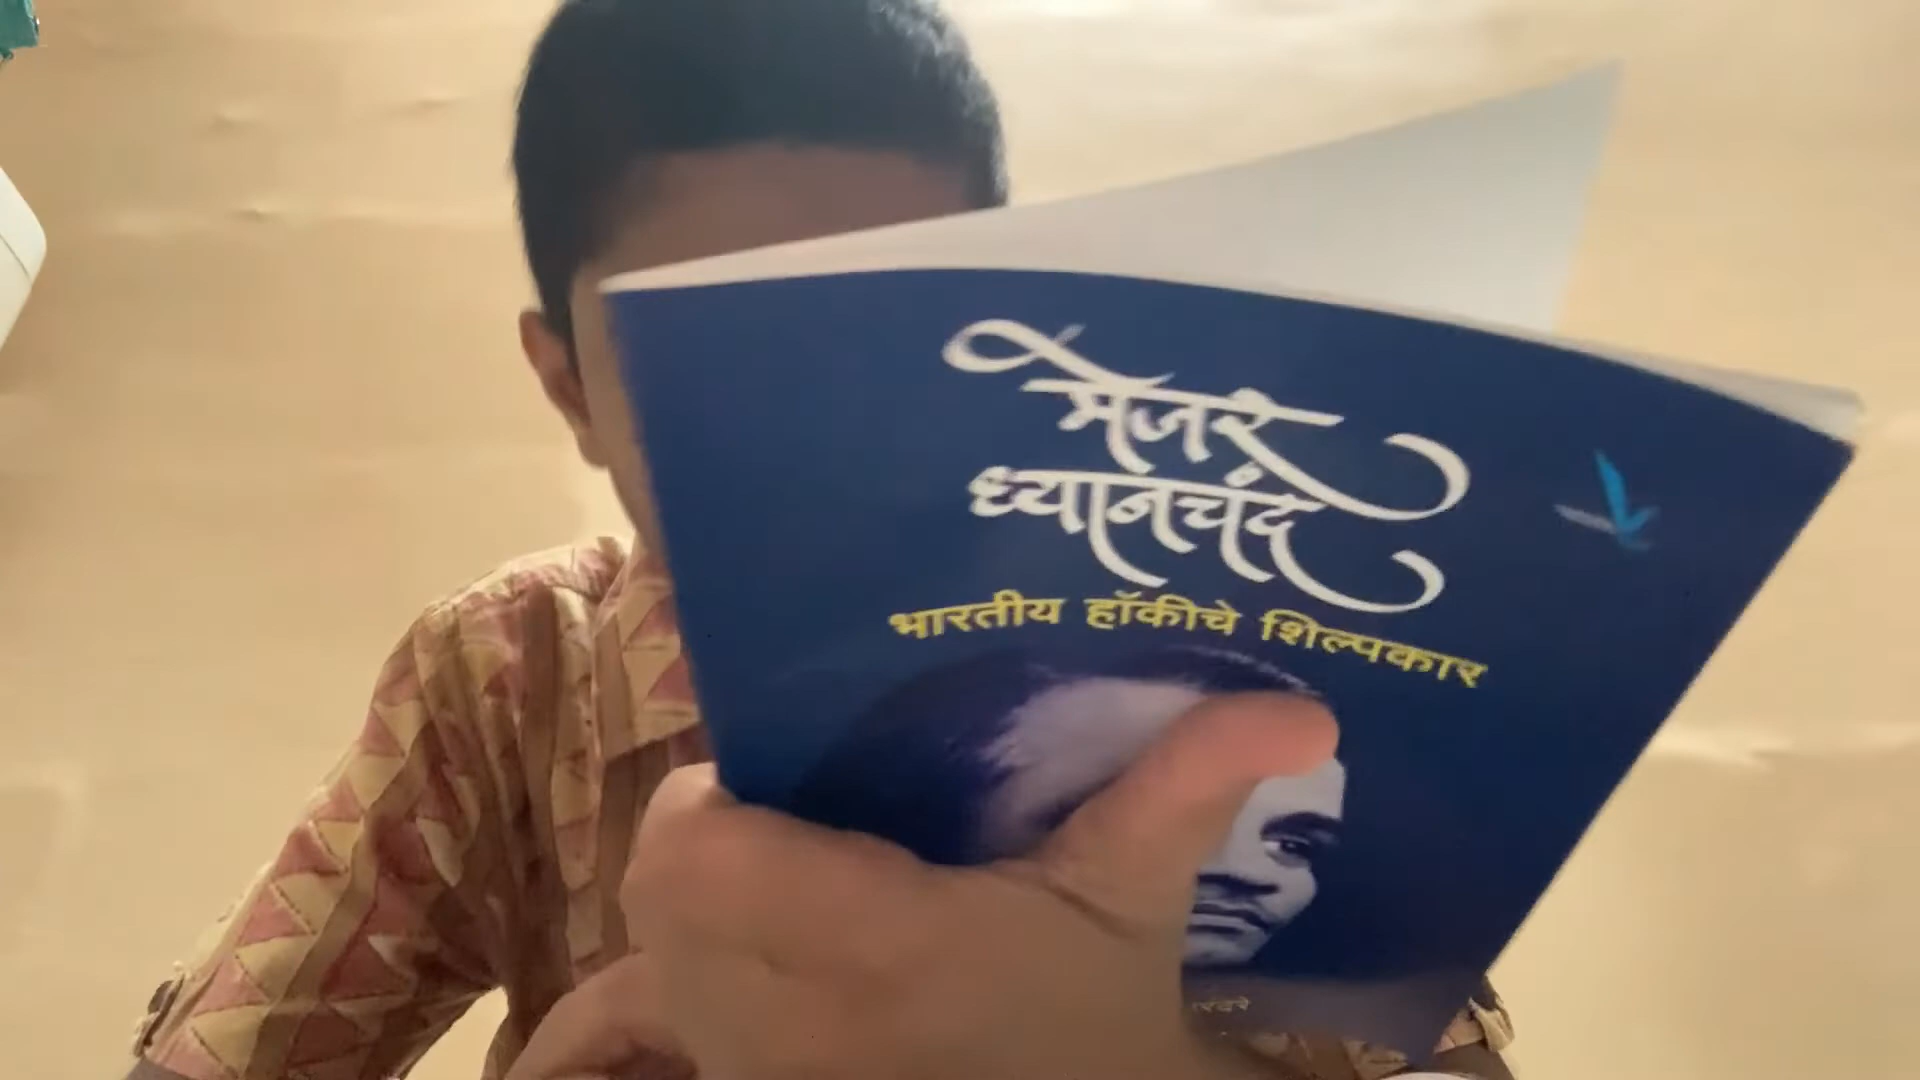 मेजर
ध्यानचंद
भारतीय हॉकीचे शिल्पकार